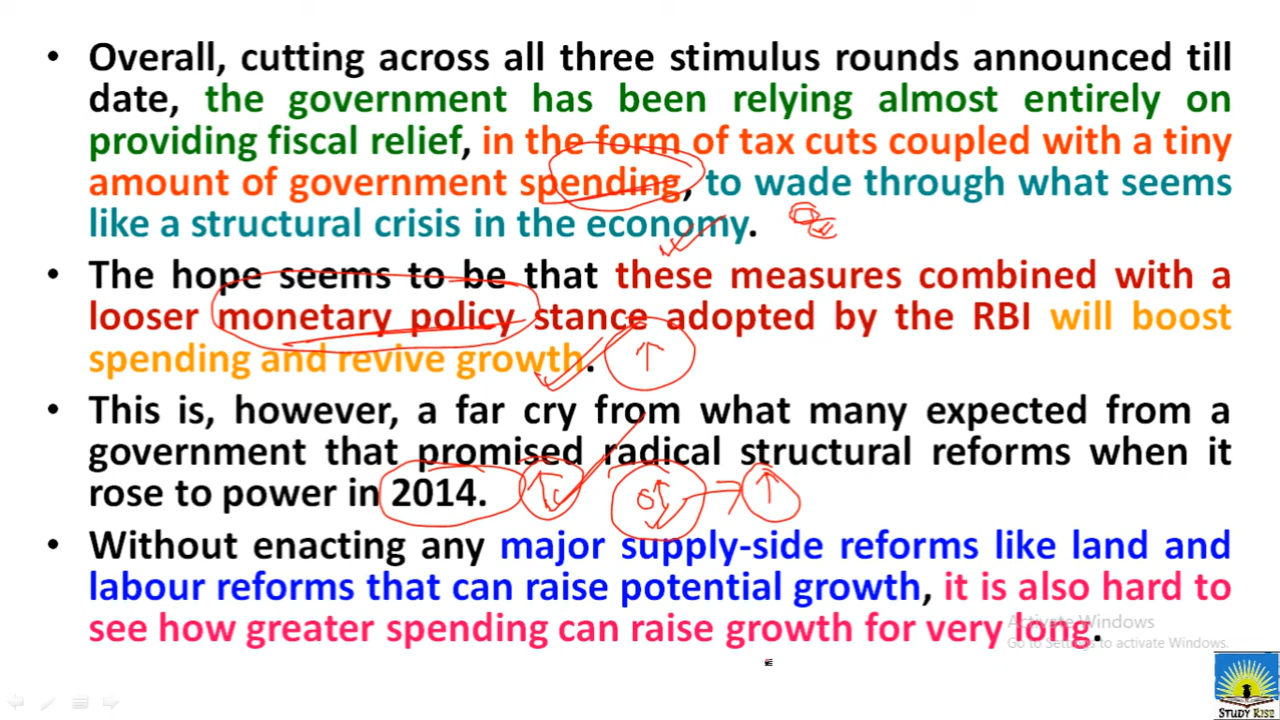 • Overall, cutting across all three stimulus rounds announced till
date, the government has been relying almost entirely on
providing fiscal relief, in the form of tax cuts coupled with a tiny
amount of government spending, to wade through what seems
like a structural crisis in the economy.
• The hope seems to be that these measures combined with a
looser monetary policy stance adopted by the RBI will boost
spending and revive growth.
• This is, however, a far cry from what many expected from a
government that promised radical structural reforms when it
rose to power in 2014.
• Without enacting any major supply-side reforms like land and
labour reforms that can raise potential growth, it is also hard to
see how greater spending can raise growth for very long.
Activate Windows
Go to Settings to activate Windows.
STUDY RISE